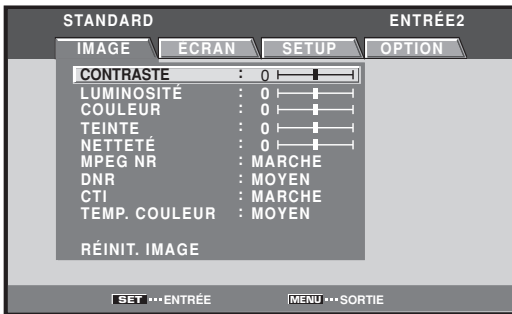 STANDARD ENTRÉE2
IMAGE ECRAN SETUP OPTION
CONTRASTE : 0
LUMINOSITÉ : 0
COULEUR : 0
TEINTE : 0
NETTETÉ : 0
MPEG NR : MARCHE
DNR : MOYEN
CTI : MARCHE
TEMP. COULEUR : MOYEN
RÉINIT. IMAGE
SET ··· ENTRÉE MENU ··· SORTIE